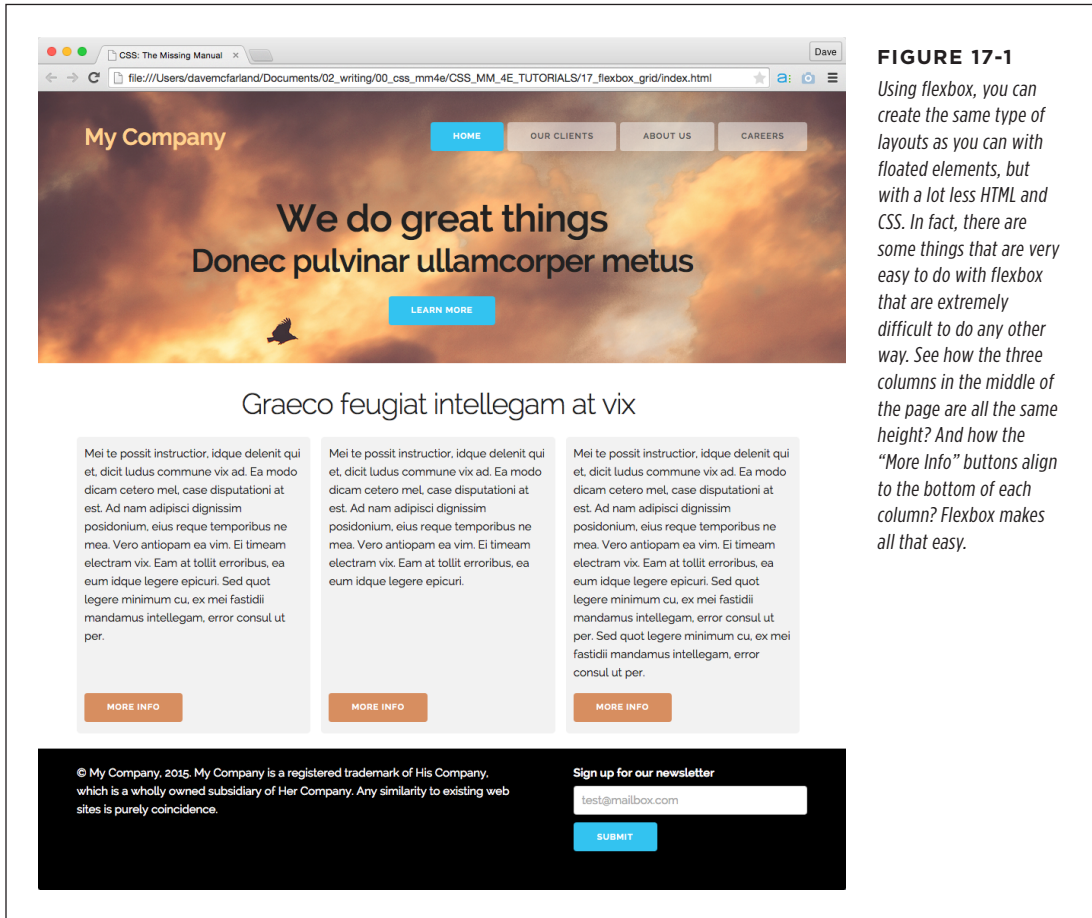 CSS: The Missing Manual
Dave
file:///Users/davemcfarland/Documents/02_writing/00_css_mm4e/CSS_MM_4E_TUTORIALS/17_flexbox_grid/index.html
a:
My Company
HOME
OUR CLIENTS
ABOUT US
CAREERS
We do great things
Donec pulvinar ullamcorper metus
LEARN MORE
Graeco feugiat intellegam at vix
Mei te possit instructior, idque delenit qui
et, dicit ludus commune vix ad. Ea modo
dicam cetero mel, case disputationi at
est. Ad nam adipisci dignissim
posidonium, eius reque temporibus ne
mea. Vero antiopam ea vim. Ei timeam
electram vix. Eam at tollit erroribus, ea
eum idque legere epicuri. Sed quot
legere minimum cu, ex mei fastidii
mandamus intellegam, error consul ut
per.
MORE INFO
Mei te possit instructior, idque delenit qui
et, dicit ludus commune vix ad. Ea modo
dicam cetero mel, case disputationi at
est. Ad nam adipisci dignissim
posidonium, eius reque temporibus ne
mea. Vero antiopam ea vim. Ei timeam
electram vix. Eam at tollit erroribus, ea
eum idque legere epicuri.
MORE INFO
Mei te possit instructior, idque delenit qui
et, dicit ludus commune vix ad. Ea modo
dicam cetero mel, case disputationi at
est. Ad nam adipisci dignissim
posidonium, eius reque temporibus ne
mea. Vero antiopam ea vim. Ei timeam
electram vix. Eam at tollit erroribus, ea
eum idque legere epicuri. Sed quot
legere minimum cu, ex mei fastidii
mandamus intellegam, error consul ut
per. Sed quot legere minimum cu, ex mei
fastidii mandamus intellegam, error
consul ut per.
MORE INFO
© My Company, 2015. My Company is a registered trademark of His Company,
which is a wholly owned subsidiary of Her Company. Any similarity to existing web
sites is purely coincidence.
Sign up for our newsletter
test@mailbox.com
SUBMIT
FIGURE 17-1
Using flexbox, you can
create the same type of
layouts as you can with
floated elements, but
with a lot less HTML and
CSS. In fact, there are
some things that are very
easy to do with flexbox
that are extremely
difficult to do any other
way. See how the three
columns in the middle of
the page are all the same
height? And how the
“More Info” buttons align
to the bottom of each
column? Flexbox makes
all that easy.